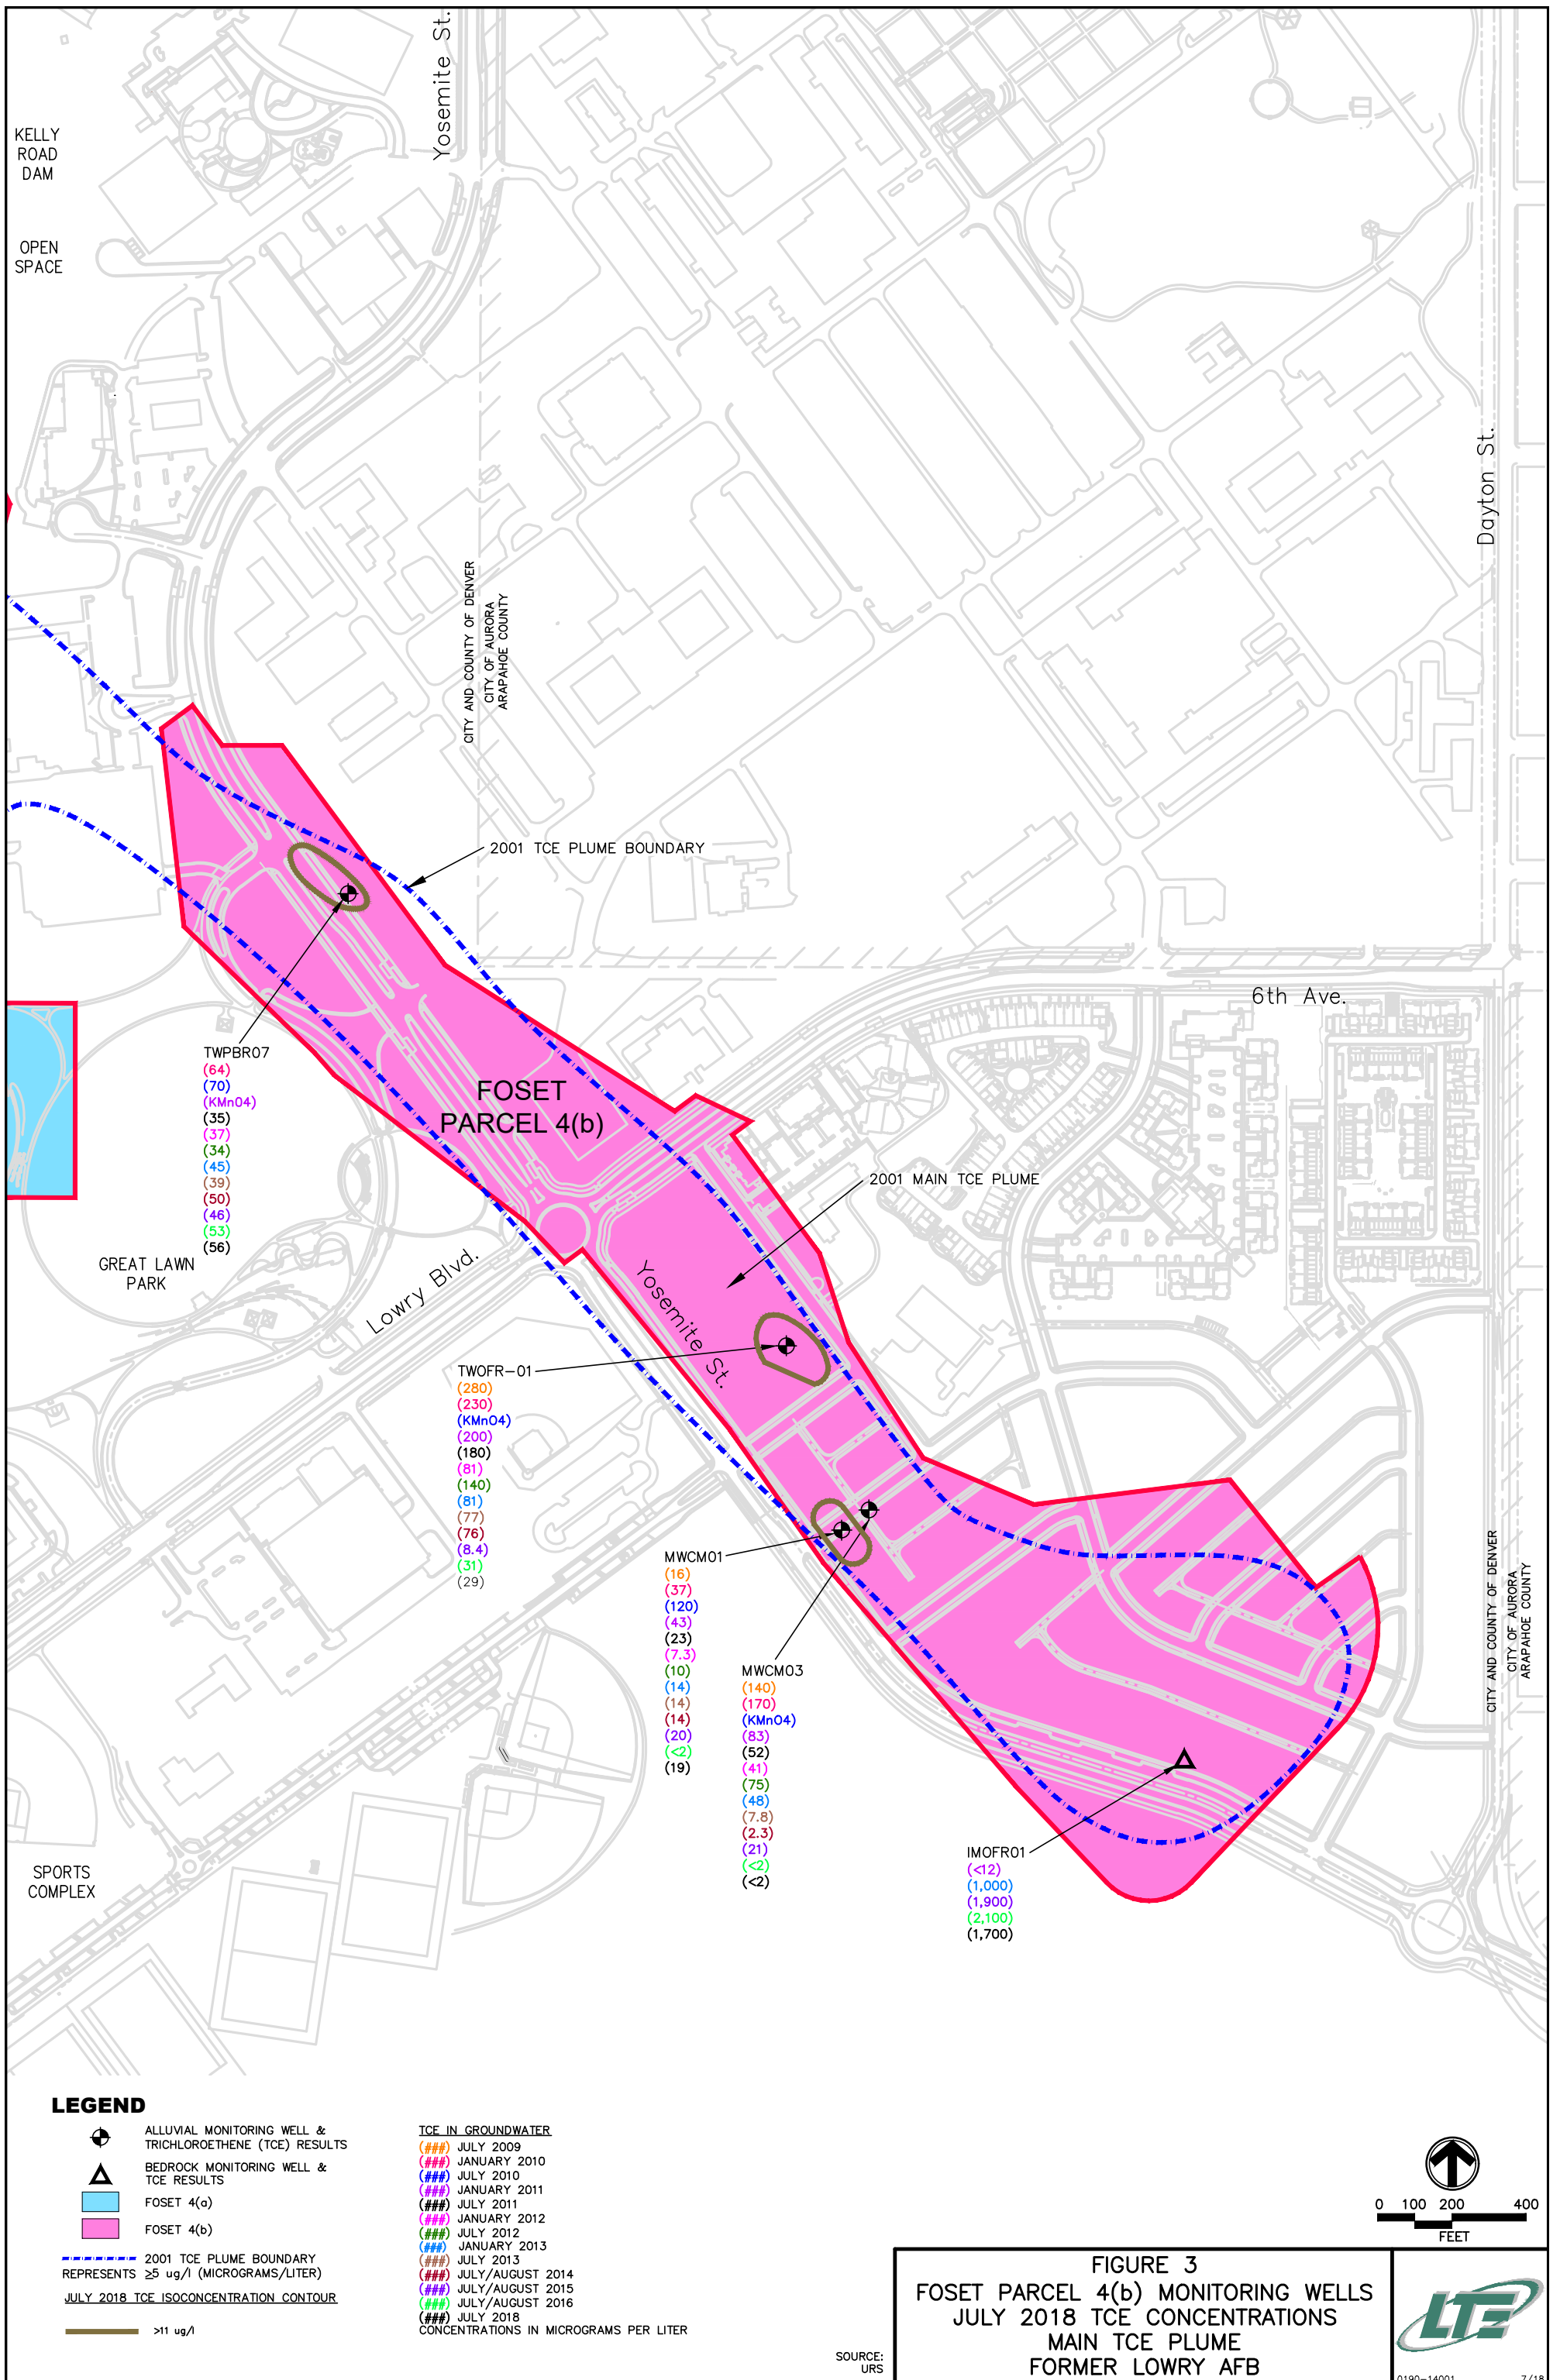 Yosemite St.
KELLY
ROAD
DAM
OPEN
SPACE
Dayton St.
CITY AND COUNTY OF DENVER
CITY OF AURORA
ARAPAHOE COUNTY
2001 TCE PLUME BOUNDARY
6th Ave.
TWPBR07
(64)
(70)
(KMn04)
(35)
(37)
(34)
(45)
(39)
(50)
(46)
(53)
(56)
FOSET
PARCEL 4(b)
2001 MAIN TCE PLUME
GREAT LAWN
PARK
Lowry Blvd.
Yosemite St.
TWOFR-01
(280)
(230)
(KMn04)
(200)
(180)
(81)
(140)
(81)
(77)
(76)
(8.4)
(31)
(29)
MWCM01
(16)
(37)
(120)
(43)
(23)
(7.3)
(10)
(14)
(14)
(14)
(20)
(<2)
(19)
MWCM03
(140)
(170)
(KMn04)
(83)
(52)
(41)
(75)
(48)
(7.8)
(2.3)
(21)
(<2)
(<2)
CITY AND COUNTY OF DENVER
CITY OF AURORA
ARAPAHOE COUNTY
IMOFR01
(<12)
(1,000)
(1,900)
(2,100)
(1,700)
SPORTS
COMPLEX
LEGEND
ALLUVIAL MONITORING WELL &
TRICHLOROETHENE (TCE) RESULTS
BEDROCK MONITORING WELL &
TCE RESULTS
FOSET 4(a)
FOSET 4(b)
2001 TCE PLUME BOUNDARY
REPRESENTS ≥5 ug/l (MICROGRAMS/LITER)
JULY 2018 TCE ISOCONCENTRATION CONTOUR
>11 ug/l
TCE IN GROUNDWATER
(###) JULY 2009
(###) JANUARY 2010
(###) JULY 2010
(###) JANUARY 2011
(###) JULY 2011
(###) JANUARY 2012
(###) JULY 2012
(###) JANUARY 2013
(###) JULY 2013
(###) JULY/AUGUST 2014
(###) JULY/AUGUST 2015
(###) JULY/AUGUST 2016
(###) JULY 2018
CONCENTRATIONS IN MICROGRAMS PER LITER
0 100 200 400
FEET
SOURCE:
URS
FIGURE 3
FOSET PARCEL 4(b) MONITORING WELLS
JULY 2018 TCE CONCENTRATIONS
MAIN TCE PLUME
FORMER LOWRY AFB
LTE
0190-14001 7/18